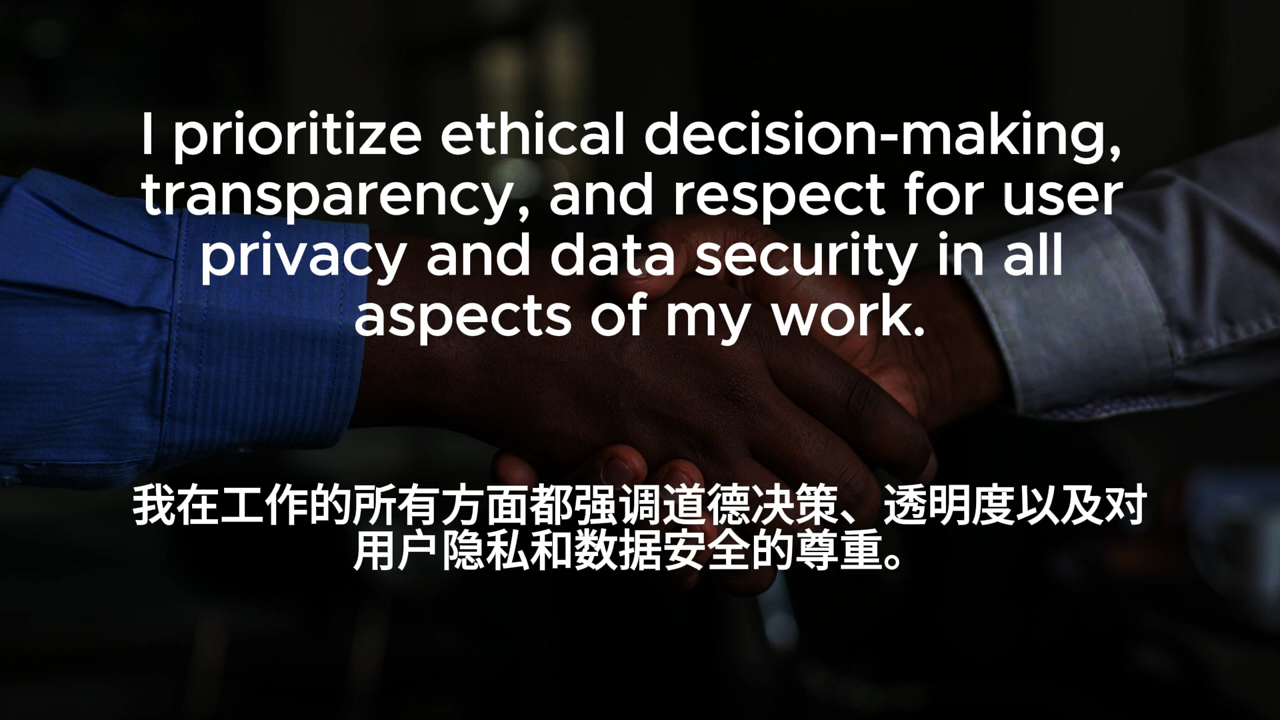 I prioritize ethical decision-making,
transparency, and respect for user
privacy and data security in all
aspects of my work.
我在工作的所有方面都强调道德决策、透明度以及对
用户隐私和数据安全的尊重。